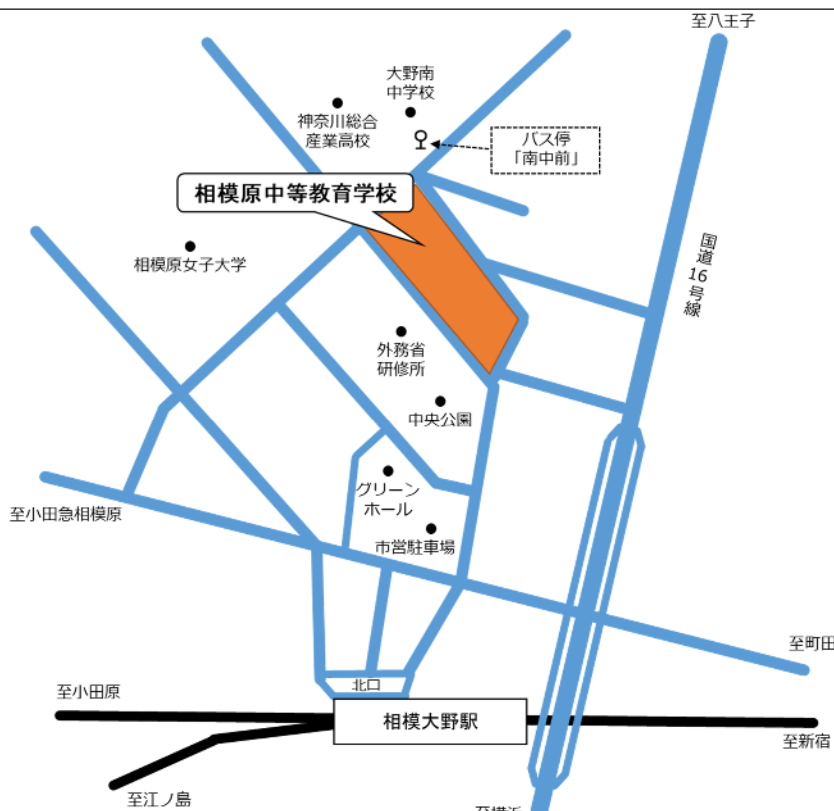 至八王子
大野南
中学校
神奈川総合
産業高校
バス停
「南中前」
相模原中等教育学校
相模原女子大学
国道16号線
外務省
研修所
中央公園
グリーン
ホール
至小田急相模原
市営駐車場
至町田
北口
至小田原
相模大野駅
至新宿
至江ノ島
至横浜